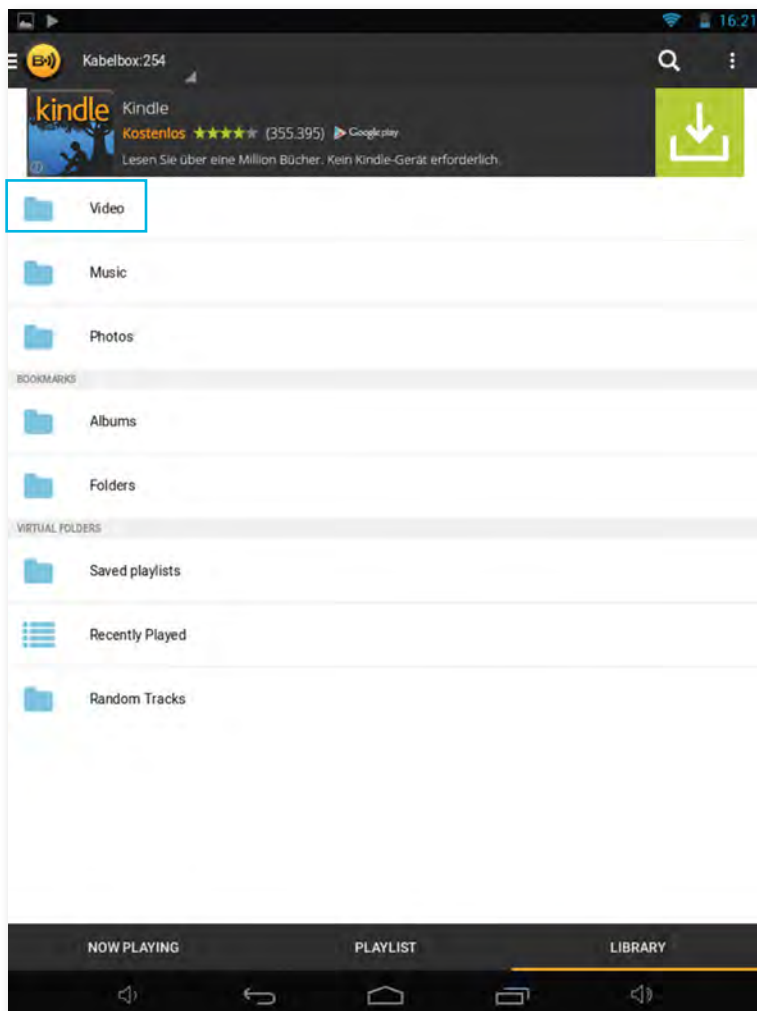 16:21
B
Kabelbox:254
kindle
Kindle
Kostenlos (355.395) Google play
Lesen Sie über eine Million Bücher. Kein Kindle-Gerät erforderlich.
Video
Music
Photos
BOOKMARKS
Albums
Folders
VIRTUAL FOLDERS
Saved playlists
Recently Played
Random Tracks
NOW PLAYING PLAYLIST LIBRARY